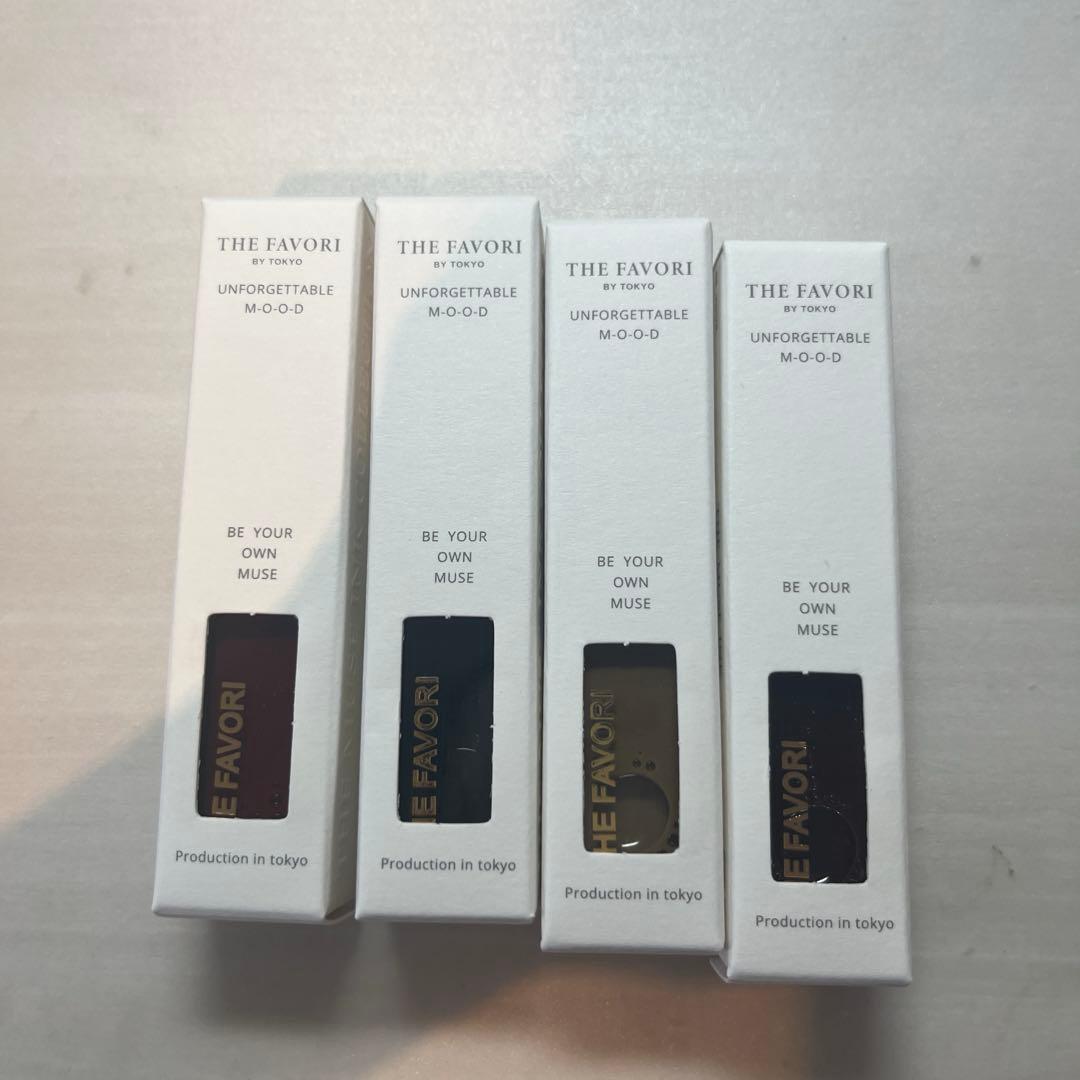 THE FAVORI
BY TOKYO
UNFORGETTABLE
M-O-O-D
BE YOUR
OWN
MUSE
E FAVORI
Production in tokyo
THE FAVORI
BY TOKYO
UNFORGETTABLE
M-O-O-D
BE YOUR
OWN
MUSE
E FAVORI
Production in tokyo
THE FAVORI
BY TOKYO
UNFORGETTABLE
M-O-O-D
BE YOUR
OWN
MUSE
HE FAVORI
Production in tokyo
THE FAVORI
BY TOKYO
UNFORGETTABLE
M-O-O-D
BE YOUR
OWN
MUSE
E FAVORI
Production in tokyo